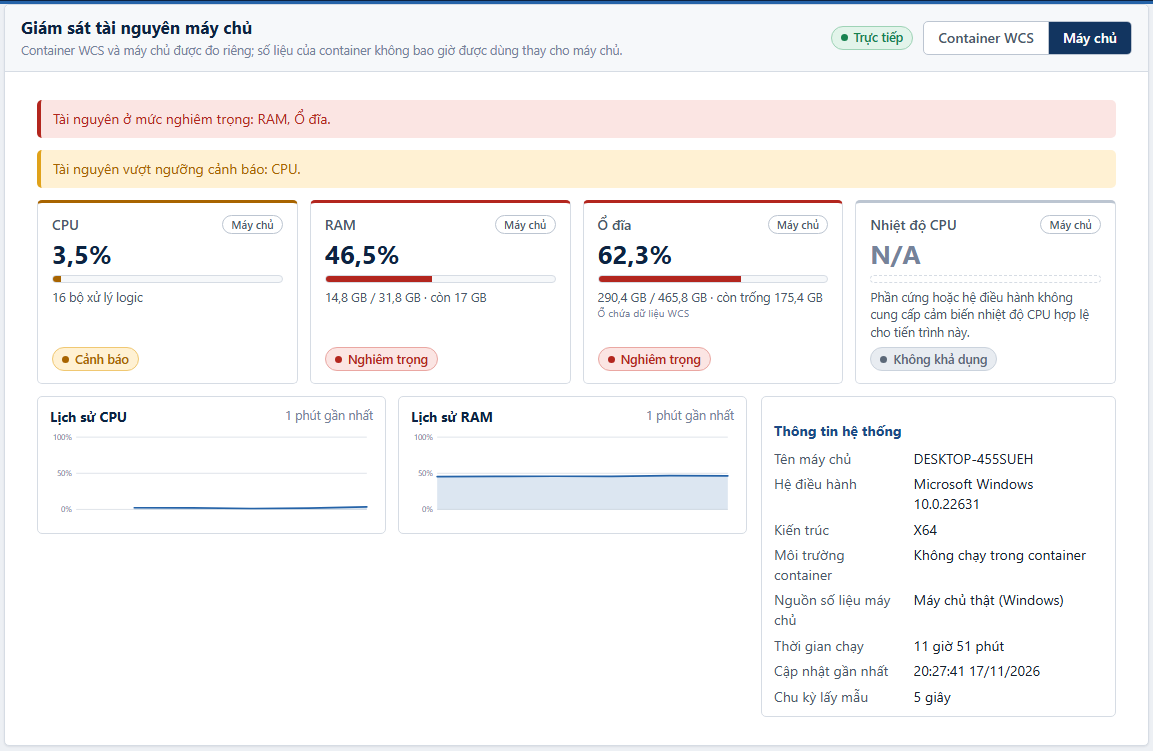 Giám sát tài nguyên máy chủ
Container WCS và máy chủ được đo riêng; số liệu của container không bao giờ được dùng thay cho máy chủ.
Trực tiếp
Container WCS
Máy chủ
Tài nguyên ở mức nghiêm trọng: RAM, Ổ đĩa.
Tài nguyên vượt ngưỡng cảnh báo: CPU.
CPU
Máy chủ
3,5%
16 bộ xử lý logic
Cảnh báo
RAM
Máy chủ
46,5%
14,8 GB / 31,8 GB · còn 17 GB
Nghiêm trọng
Ổ đĩa
Máy chủ
62,3%
290,4 GB / 465,8 GB · còn trống 175,4 GB
Ổ chứa dữ liệu WCS
Nghiêm trọng
Nhiệt độ CPU
Máy chủ
N/A
Phần cứng hoặc hệ điều hành không
cung cấp cảm biến nhiệt độ CPU hợp lệ
cho tiến trình này.
Không khả dụng
Lịch sử CPU
1 phút gần nhất
100%
50%
0%
Lịch sử RAM
1 phút gần nhất
100%
50%
0%
Thông tin hệ thống
Tên máy chủ
DESKTOP-455SUEH
Hệ điều hành
Microsoft Windows
10.0.22631
Kiến trúc
X64
Môi trường
container
Không chạy trong container
Nguồn số liệu máy
chủ
Máy chủ thật (Windows)
Thời gian chạy
11 giờ 51 phút
Cập nhật gần nhất
20:27:41 17/11/2026
Chu kỳ lấy mẫu
5 giây